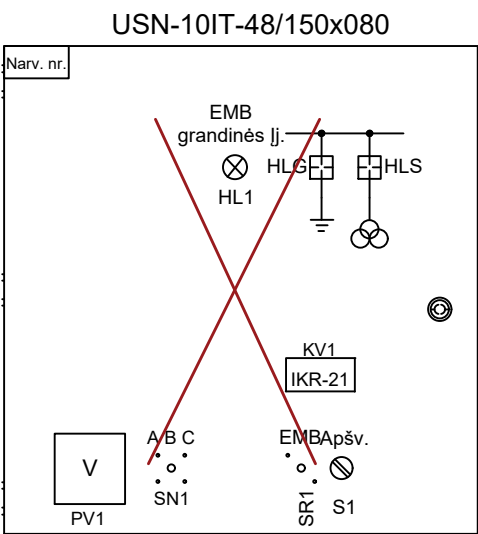 USN-10IT-48/150x080
Narv. nr.
EMB
grandinės Įj.
HLG
HLS
HL1
KV1
IKR-21
A B C
EMB
Apšv.
V
SN1
SR1
S1
PV1